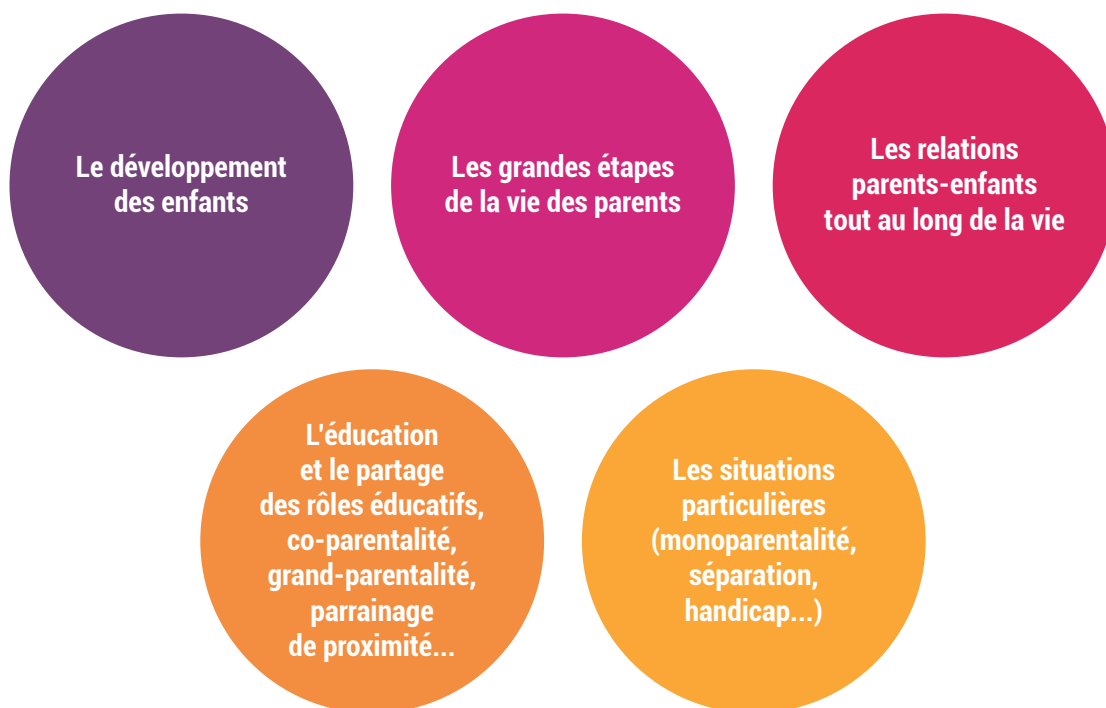 Le développement
des enfants
Les grandes étapes
de la vie des parents
Les relations
parents-enfants
tout au long de la vie
L'éducation
et le partage
des rôles éducatifs,
co-parentalité,
grand-parentalité,
parrainage
de proximité...
Les situations
particulières
(monoparentalité,
séparation,
handicap...)